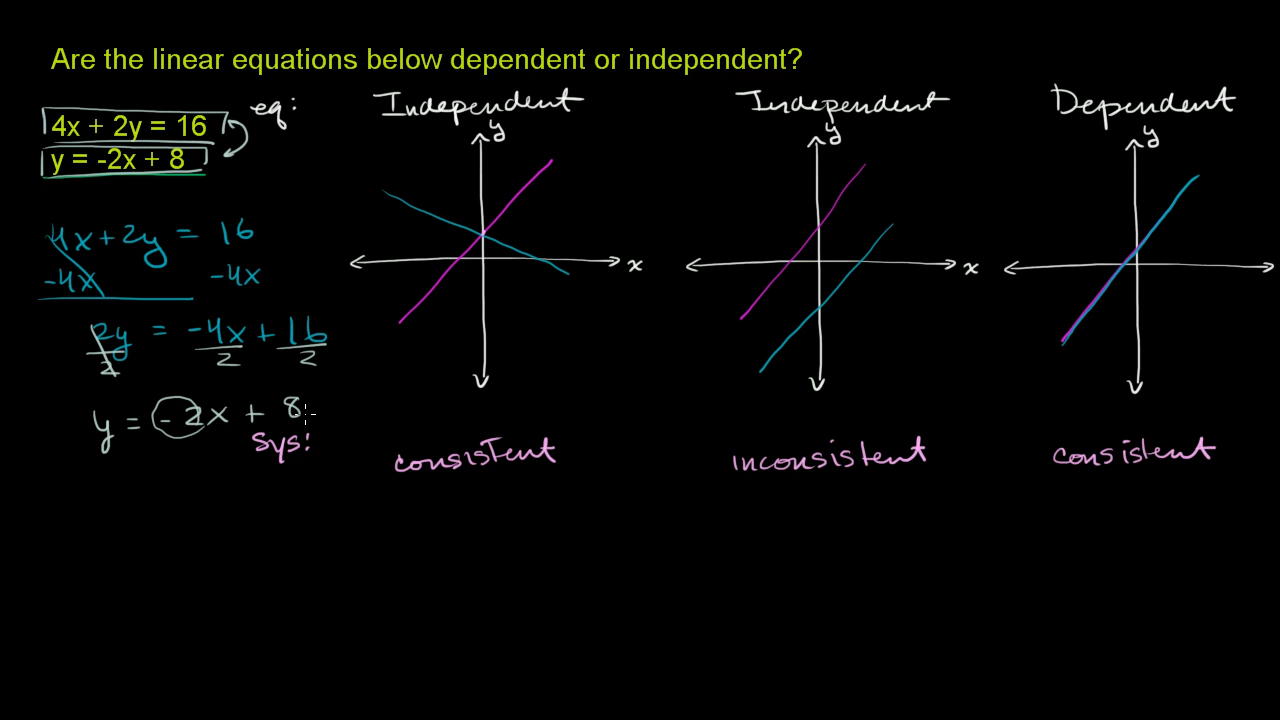 Are the linear equations below dependent or independent?
eq:
4x + 2y = 16
y = -2x + 8
4x + 2y = 16
-4x -4x
2y = -4x + 16
2 2 2
y = -2x + 8
sys:
Independent
y
x
consistent
Independent
y
x
inconsistent
Dependent
y
consistent